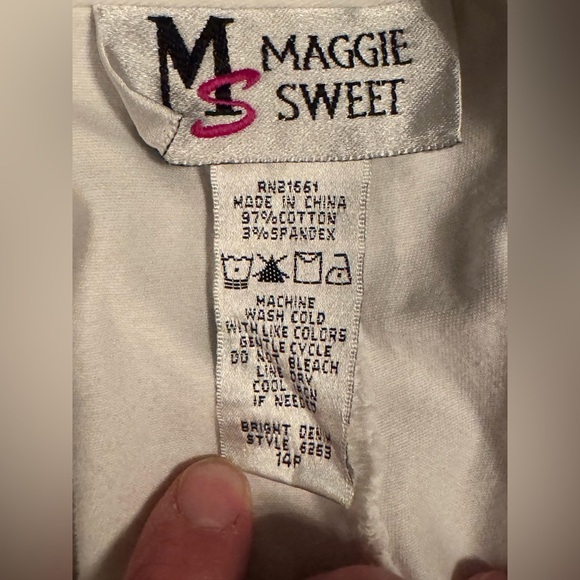 MS
MAGGIE
SWEET
RN21661
MADE IN CHINA
97%COTTON
3%SPANDEX
MACHINE
WASH COLD
WITH LIKE COLORS
GENTLE CYCLE
DO NOT BLEACH
LINE DRY
COOL IRON
IF NEEDED
BRIGHT DENIM
STYLE 6263
14P